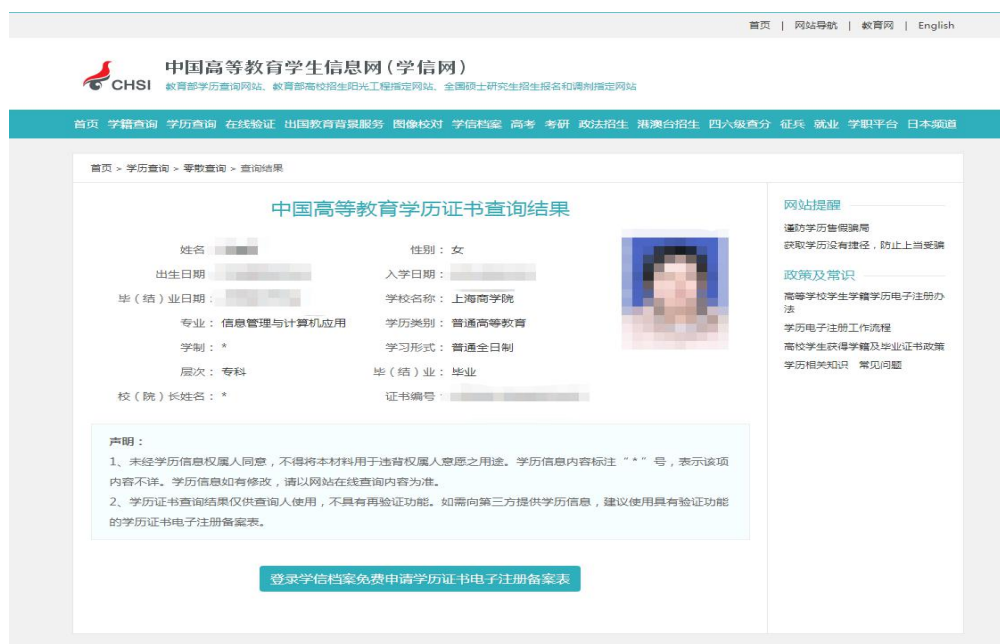 首页 | 网站导航 | 教育网 | English
CHSI
中国高等教育学生信息网(学信网)
教育部学历查询网站、教育部高校招生阳光工程指定网站、全国硕士研究生招生报名和调剂指定网站
首页 学籍查询 学历查询 在线验证 出国教育背景服务 图像校对 学信档案 高考 考研 政法招生 港澳台招生 四六级查分 征兵 就业 学职平台 日本频道
首页 > 学历查询 > 零散查询 > 查询结果
中国高等教育学历证书查询结果
姓名
性别:女
出生日期
入学日期:
毕(结)业日期:
学校名称:上海商学院
专业:信息管理与计算机应用
学历类别:普通高等教育
学制:*
学习形式:普通全日制
层次:专科
毕(结)业:毕业
校(院)长姓名:*
证书编号
声明:
1、未经学历信息权属人同意,不得将本材料用于违背权属人意愿之用途。学历信息内容标注“*”号,表示该项
内容不详。学历信息如有修改,请以网站在线查询内容为准。
2、学历证书查询结果仅供查询人使用,不具有再验证功能。如需向第三方提供学历信息,建议使用具有验证功能
的学历证书电子注册备案表。
登录学信档案免费申请学历证书电子注册备案表
网站提醒
谨防学历售假骗局
获取学历没有捷径,防止上当受骗
政策及常识
高等学校学生学籍学历电子注册办
法
学历电子注册工作流程
高校学生获得学籍及毕业证书政策
学历相关知识 常见问题